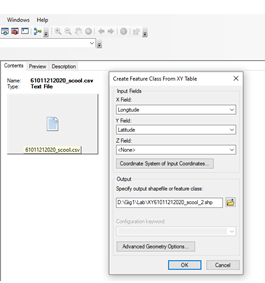 Windows Help
Contents Preview Description
Name: 61011212020_scool.csv
Type: Text File
61011212020_scool.csv
Create Feature Class From XY Table
Input Fields
X Field:
Longitude
Y Field:
Latitude
Z Field:
<None>
Coordinate System of Input Coordinates...
Output
Specify output shapefile or feature class:
D:\Gig1\Lab\XY61011212020_scool_2.shp
Configuration keyword:
Advanced Geometry Options...
OK Cancel